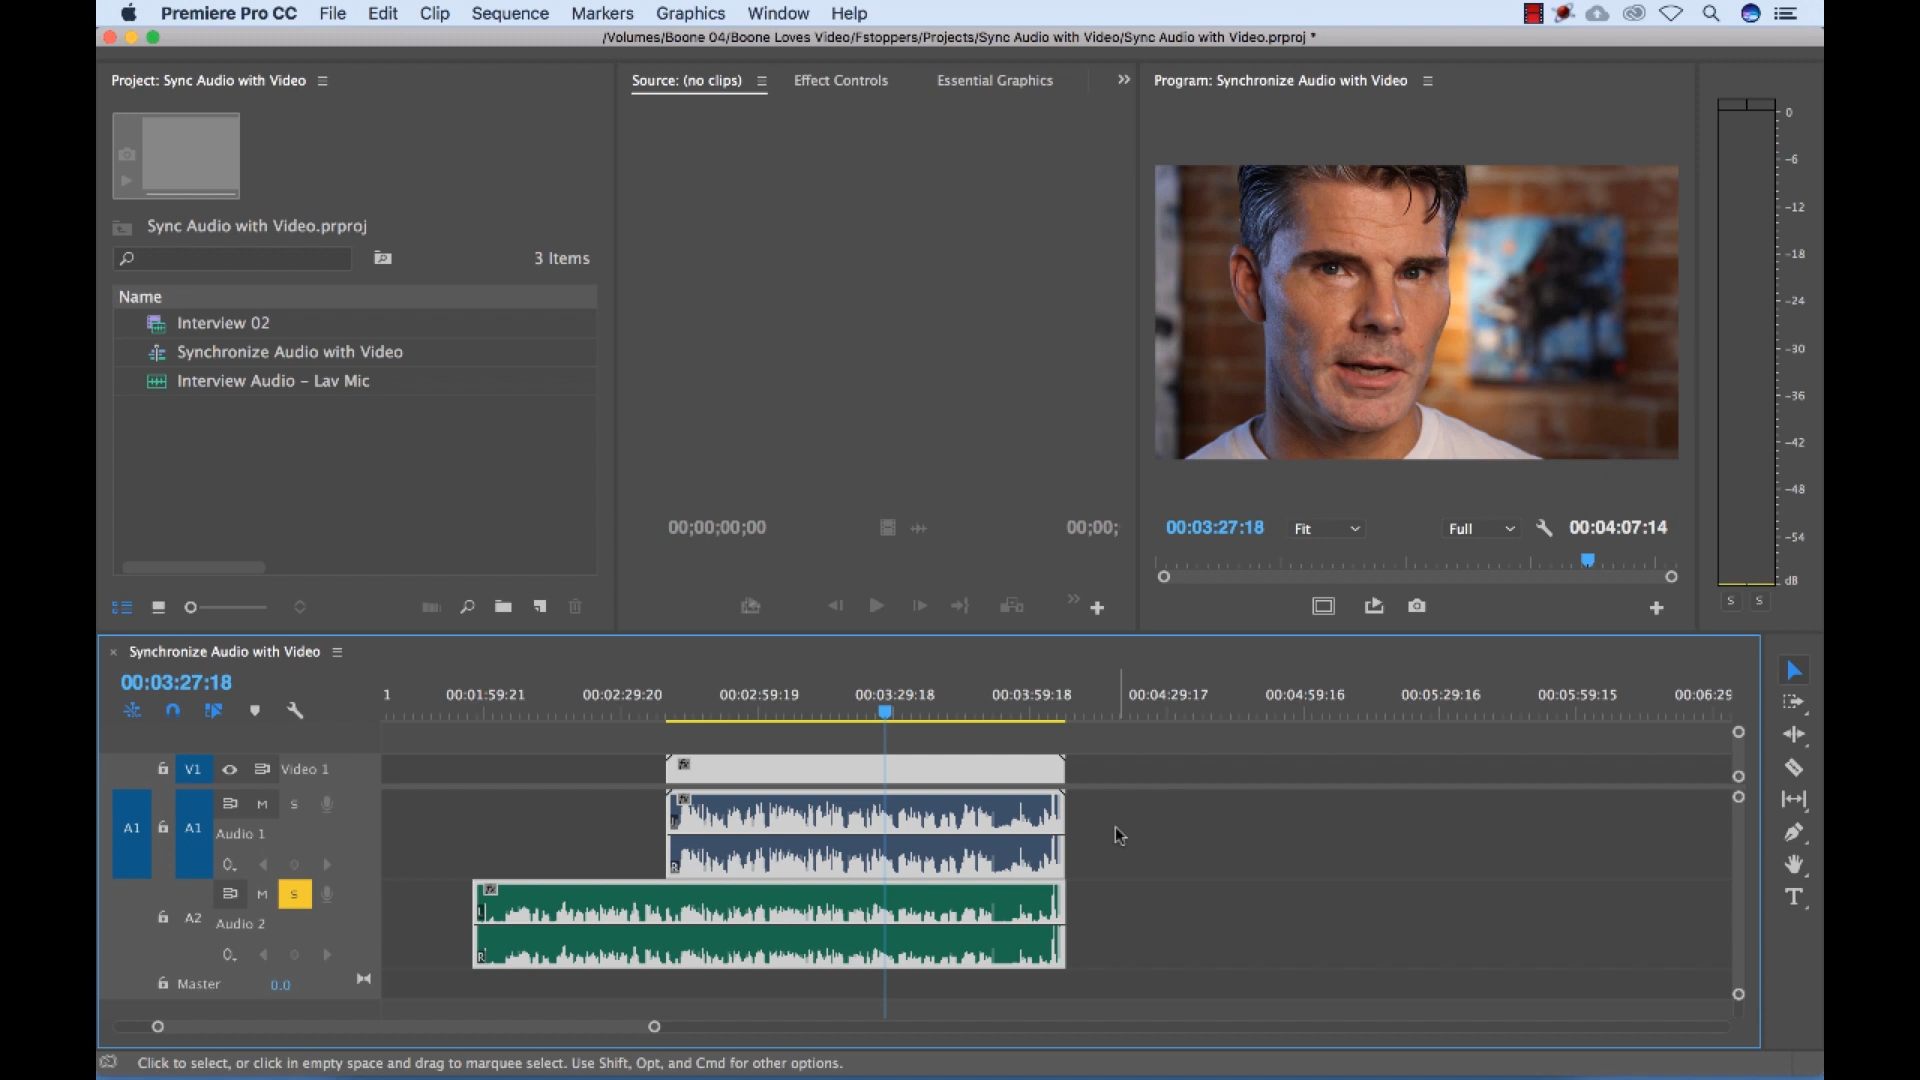 Premiere Pro CC File Edit Clip Sequence Markers Graphics Window Help
/Volumes/Boone 04/Boone Loves Video/Fstoppers/Projects/Sync Audio with Video/Sync Audio with Video.prproj *
Project: Sync Audio with Video
Source: (no clips) Effect Controls Essential Graphics
Program: Synchronize Audio with Video
Sync Audio with Video.prproj
3 Items
Name
Interview 02
Synchronize Audio with Video
Interview Audio - Lav Mic
00;00;00;00
00;00;
00:03:27:18 Fit Full 00:04:07:14
0
-6
-12
-18
-24
-30
-36
-42
-48
-54
dB
S S
× Synchronize Audio with Video
00:03:27:18
1 00:01:59:21 00:02:29:20 00:02:59:19 00:03:29:18 00:03:59:18 00:04:29:17 00:04:59:16 00:05:29:16 00:05:59:15 00:06:29
V1 Video 1
fx
A1 A1 M S
Audio 1
fx
R
M S
A2 Audio 2
fx
L
R
Master 0.0
T
Click to select, or click in empty space and drag to marquee select. Use Shift, Opt, and Cmd for other options.